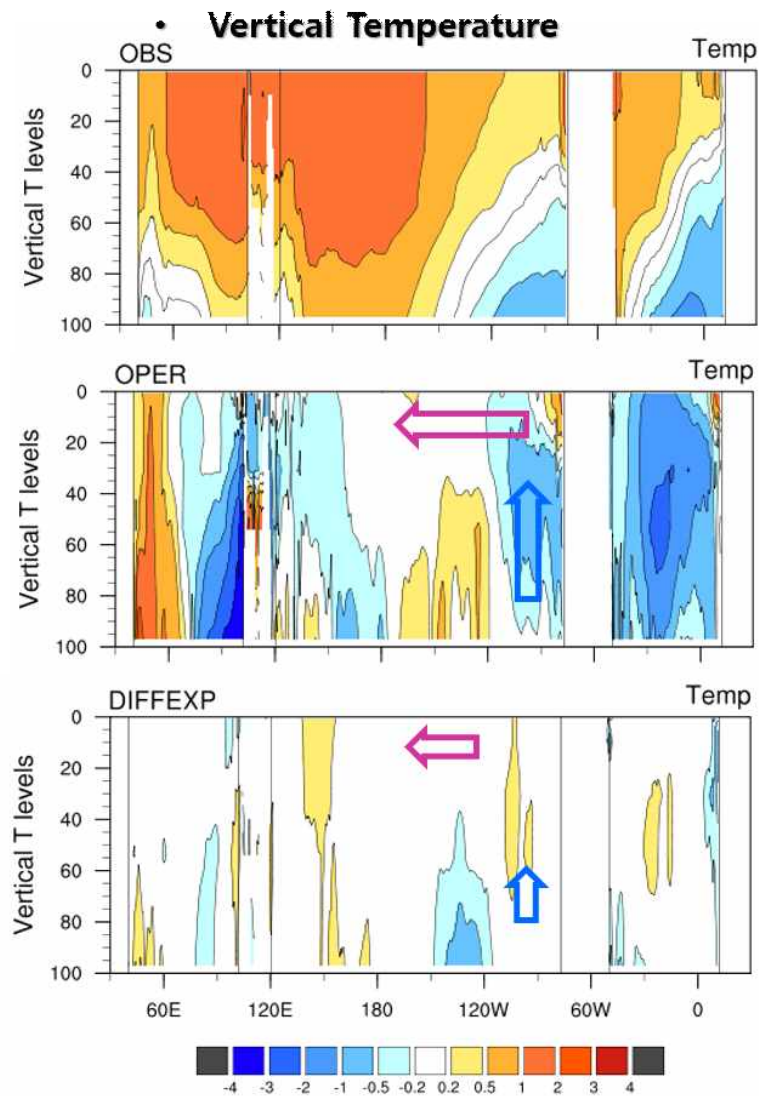 • Vertical Temperature
OBS Temp
0
20
40
60
80
100
Vertical T levels
OPER Temp
0
20
40
60
80
100
Vertical T levels
DIFFEXP Temp
0
20
40
60
80
100
Vertical T levels
60E 120E 180 120W 60W 0
-4 -3 -2 -1 -0.5 -0.2 0.2 0.5 1 2 3 4